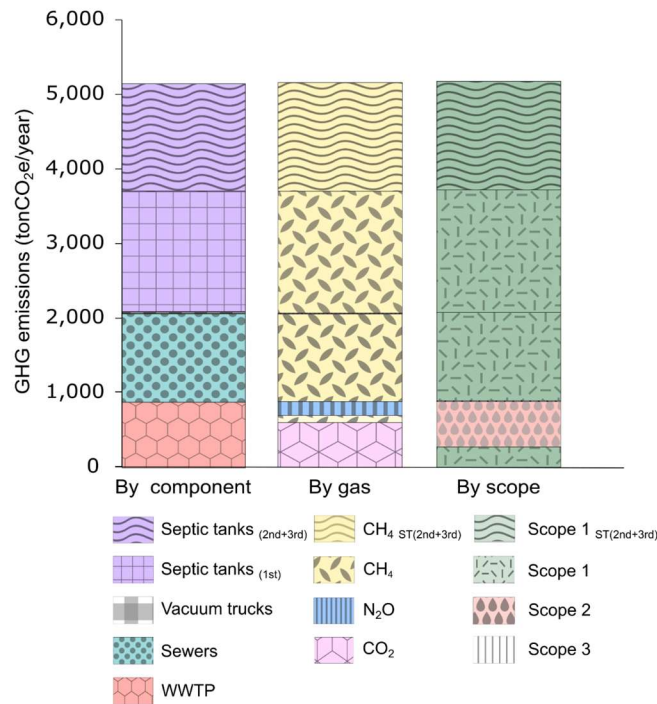 6,000
5,000
4,000
3,000
2,000
1,000
0
GHG emissions (tonCO₂e/year)
By component By gas By scope
Septic tanks (2nd+3rd) CH₄ ST(2nd+3rd) Scope 1 ST(2nd+3rd)
Septic tanks (1st) CH₄ Scope 1
Vacuum trucks N₂O Scope 2
Sewers CO₂ Scope 3
WWTP